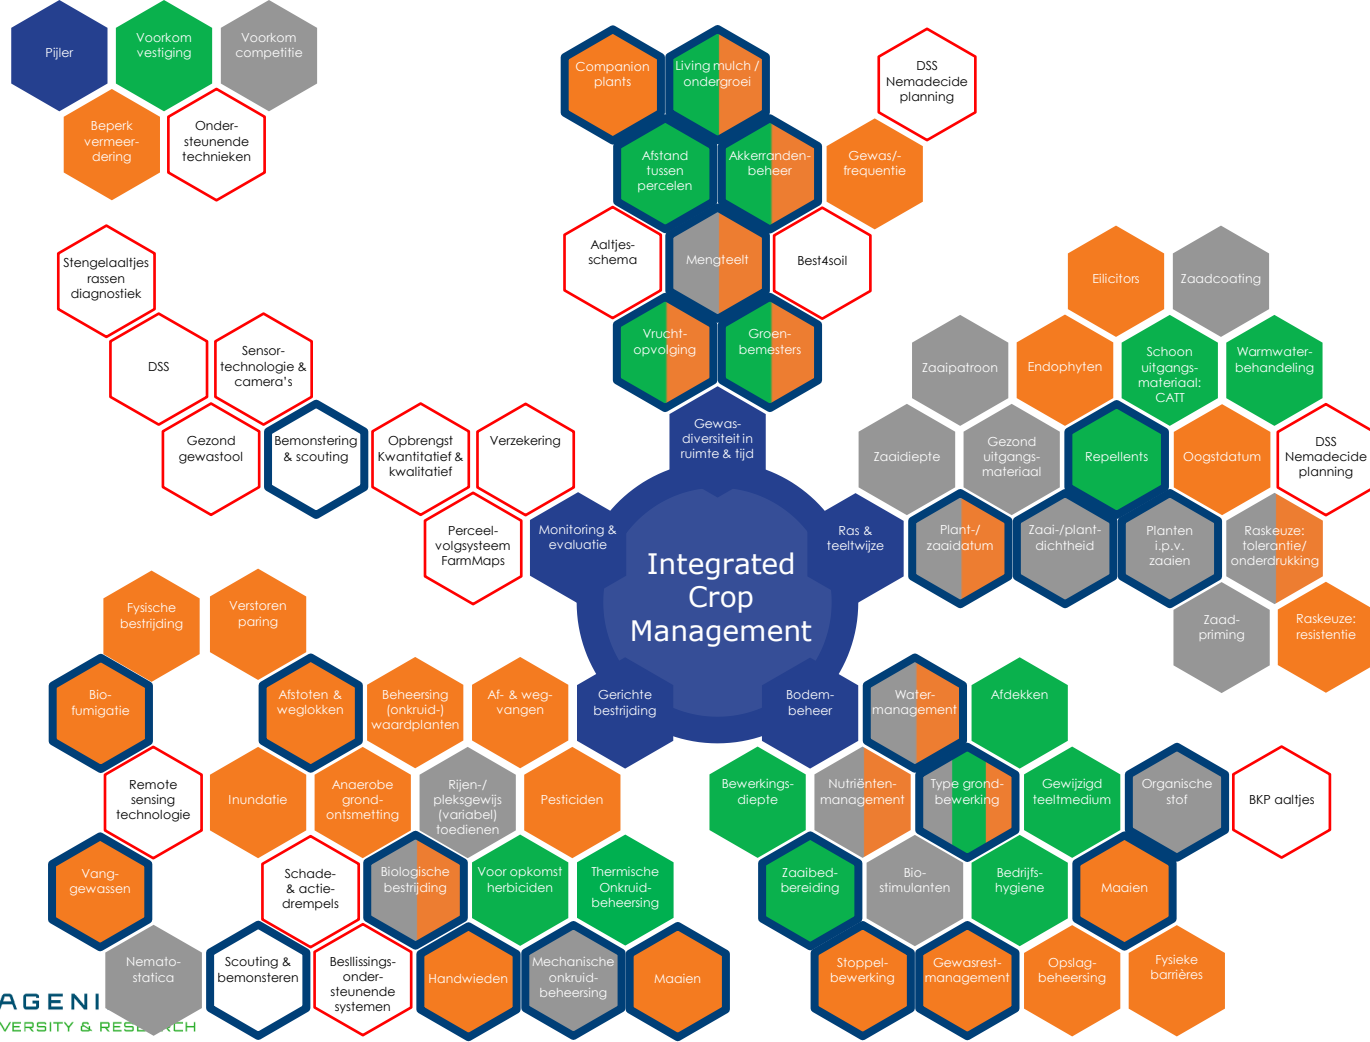 Pijler
Voorkom
vestiging
Voorkom
competitie
Beperk
vermeer-
dering
Onder-
steunende
technieken
Companion
plants
Living mulch /
ondergroei
DSS
Nemadecide
planning
Afstand
tussen
percelen
Akkerranden-
beheer
Gewas/-
frequentie
Aaltjes-
schema
Mengteelt
Best4soil
Vrucht-
opvolging
Groen-
bemesters
Gewas-
diversiteit in
ruimte & tijd
Stengelaaltjes
rassen
diagnostiek
DSS
Sensor-
technologie &
camera's
Gezond
gewastool
Bemonstering
& scouting
Opbrengst
Kwantitatief &
kwalitatief
Verzekering
Perceel-
volgsysteem
FarmMaps
Monitoring &
evaluatie
Eilicitors
Zaadcoating
Zaaipatroon
Endophyten
Schoon
uitgangs-
materiaal:
CATT
Warmwater-
behandeling
Zaaidiepte
Gezond
uitgangs-
materiaal
Repellents
Oogstdatum
DSS
Nemadecide
planning
Ras &
teeltwijze
Plant-/
zaaidatum
Zaai-/plant-
dichtheid
Planten
i.p.v.
zaaien
Raskeuze:
tolerantie/
onderdrukking
Zaad-
priming
Raskeuze:
resistentie
Integrated
Crop
Management
Fysische
bestrijding
Verstoren
paring
Bio-
fumigatie
Afstoten &
weglokken
Beheersing
(onkruid-)
waardplanten
Af- & weg-
vangen
Gerichte
bestrijding
Remote
sensing
technologie
Inundatie
Anaerobe
grond-
ontsmetting
Rijen-/
pleksgewijs
(variabel)
toedienen
Pesticiden
Vang-
gewassen
Schade-
& actie-
drempels
Biologische
bestrijding
Voor opkomst
herbiciden
Thermische
Onkruid-
beheersing
Nemato-
statica
Scouting &
bemonsteren
Besllissings-
onder-
steunende
systemen
Handwieden
Mechanische
onkruid-
beheersing
Maaien
Bodem-
beheer
Water-
management
Afdekken
Bewerkings-
diepte
Nutriënten-
management
Type grond-
bewerking
Gewijzigd
teeltmedium
Organische
stof
BKP aaltjes
Zaaibed-
bereiding
Bio-
stimulanten
Bedrijfs-
hygiene
Maaien
Stoppel-
bewerking
Gewasrest-
management
Opslag-
beheersing
Fysieke
barrières
AGENI
VERSITY & RES CH